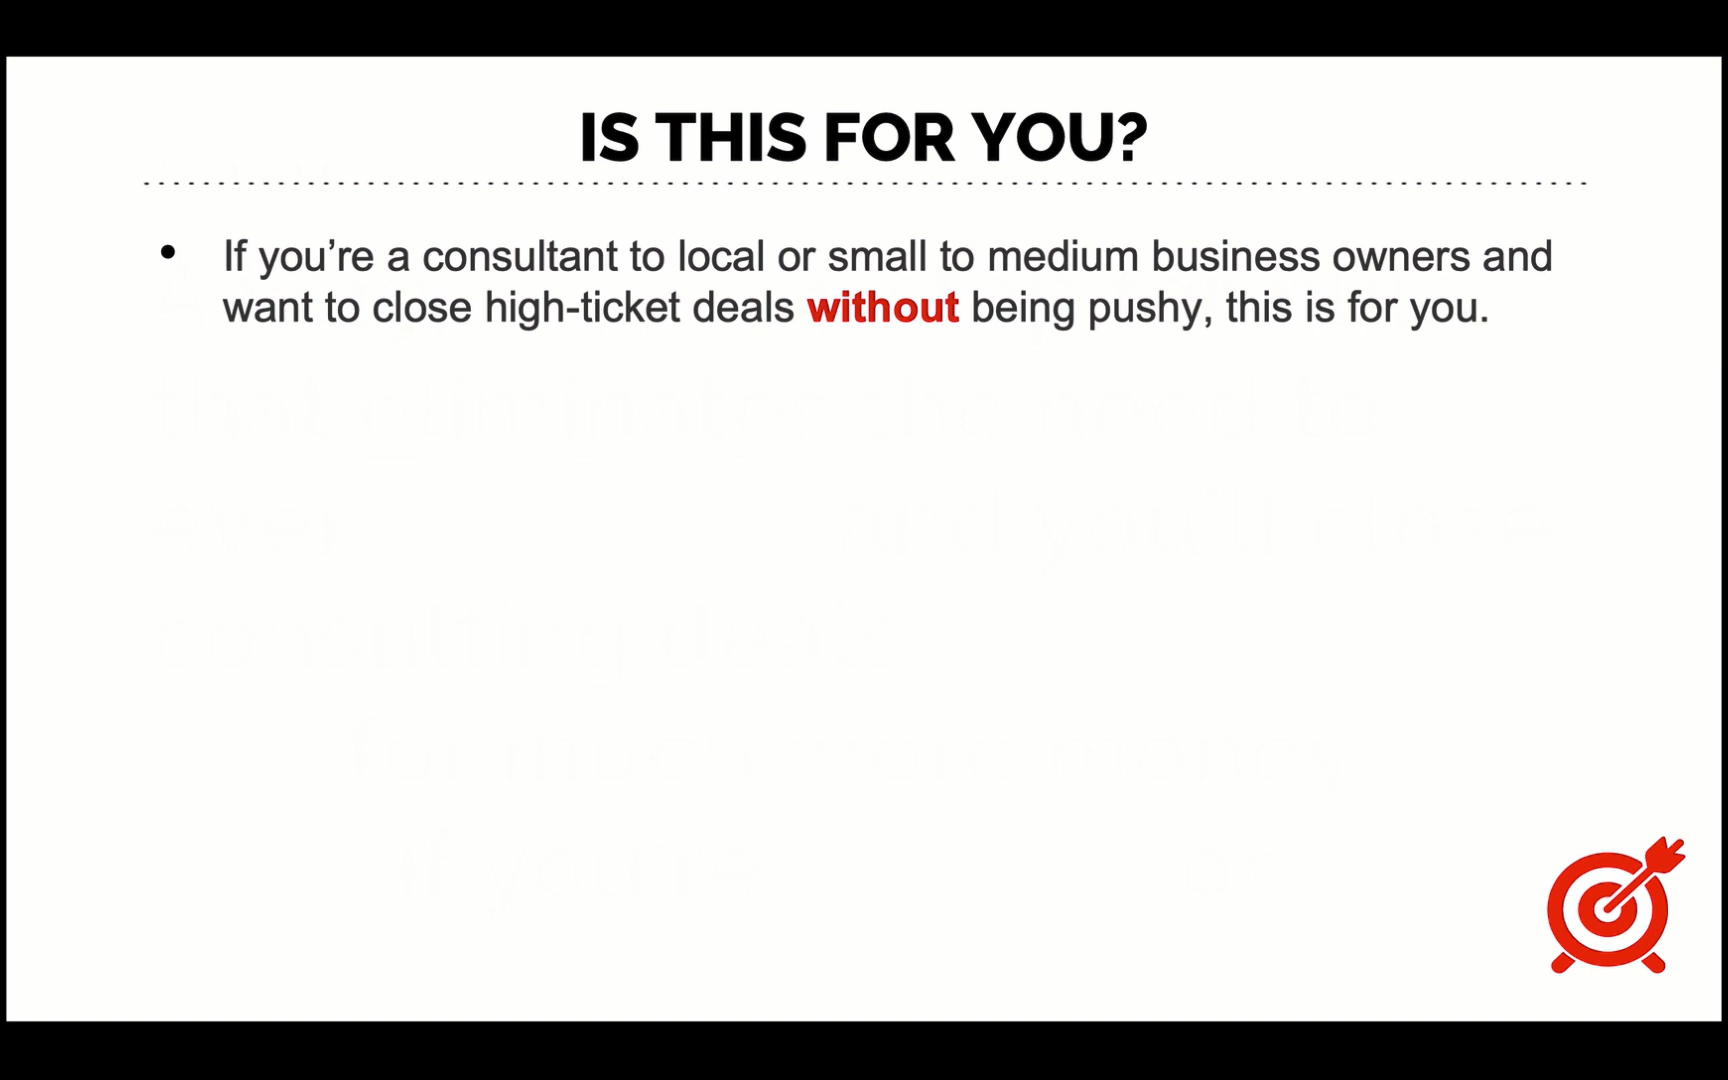 IS THIS FOR YOU?
• If you’re a consultant to local or small to medium business owners and
want to close high-ticket deals without being pushy, this is for you.